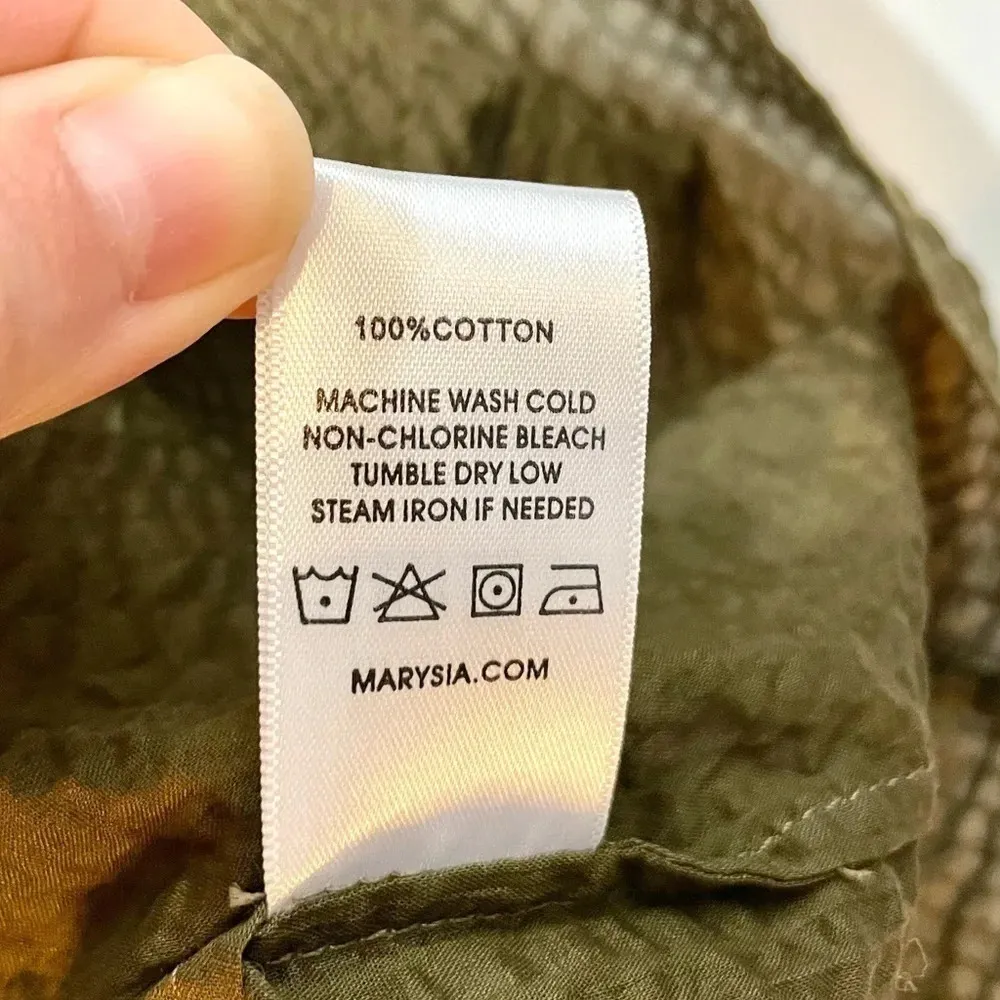 100%COTTON
MACHINE WASH COLD
NON-CHLORINE BLEACH
TUMBLE DRY LOW
STEAM IRON IF NEEDED
MARYSIA.COM